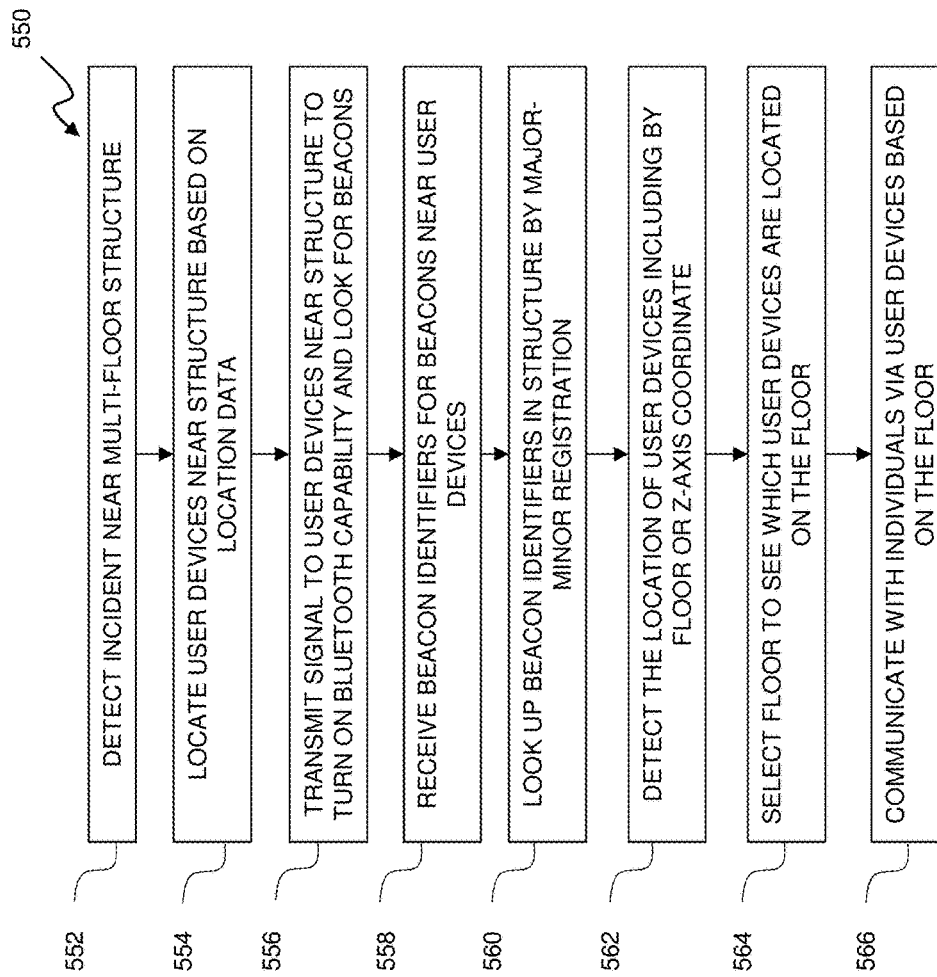 550
552
DETECT INCIDENT NEAR MULTI-FLOOR STRUCTURE
554
LOCATE USER DEVICES NEAR STRUCTURE BASED ON
LOCATION DATA
556
TRANSMIT SIGNAL TO USER DEVICES NEAR STRUCTURE TO
TURN ON BLUETOOTH CAPABILITY AND LOOK FOR BEACONS
558
RECEIVE BEACON IDENTIFIERS FOR BEACONS NEAR USER
DEVICES
560
LOOK UP BEACON IDENTIFIERS IN STRUCTURE BY MAJOR-
MINOR REGISTRATION
562
DETECT THE LOCATION OF USER DEVICES INCLUDING BY
FLOOR OR Z-AXIS COORDINATE
564
SELECT FLOOR TO SEE WHICH USER DEVICES ARE LOCATED
ON THE FLOOR
566
COMMUNICATE WITH INDIVIDUALS VIA USER DEVICES BASED
ON THE FLOOR